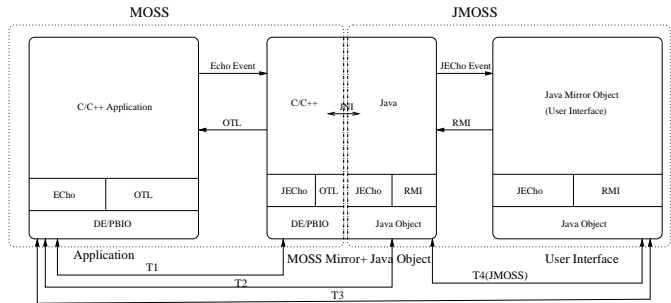 MOSS
JMOSS
Echo Event
JECho Event
C/C++ Application
C/C++
JNI
Java
Java Mirror Object
(User Interface)
OTL
RMI
ECho
OTL
JECho
OTL
JECho
RMI
JECho
RMI
DE/PBIO
DE/PBIO
Java Object
Java Object
Application
MOSS Mirror+ Java Object
User Interface
T1
T2
T4(JMOSS)
T3